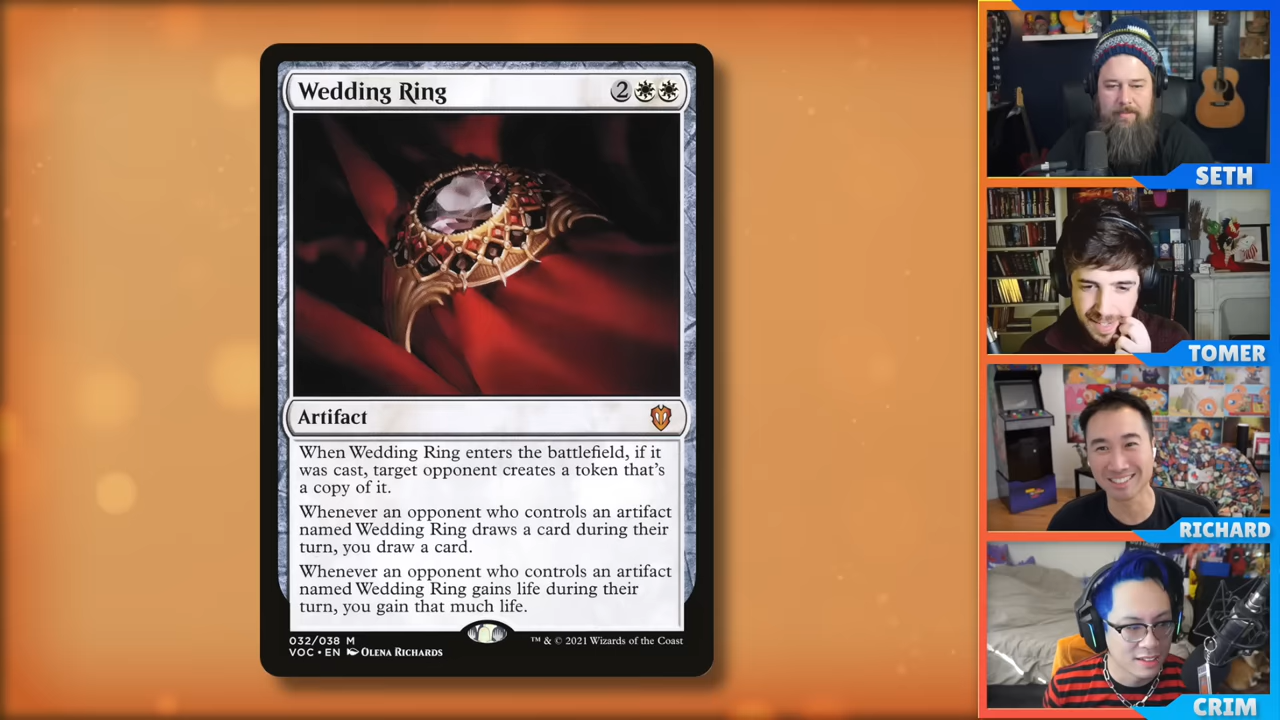 Wedding Ring
2
Artifact
When Wedding Ring enters the battlefield, if it
was cast, target opponent creates a token that's
a copy of it.
Whenever an opponent who controls an artifact
named Wedding Ring draws a card during their
turn, you draw a card.
Whenever an opponent who controls an artifact
named Wedding Ring gains life during their
turn, you gain that much life.
032/038 M
VOC • EN OLENA RICHARDS
™ & © 2021 Wizards of the Coast
SETH
TOMER
RICHARD
CRIM